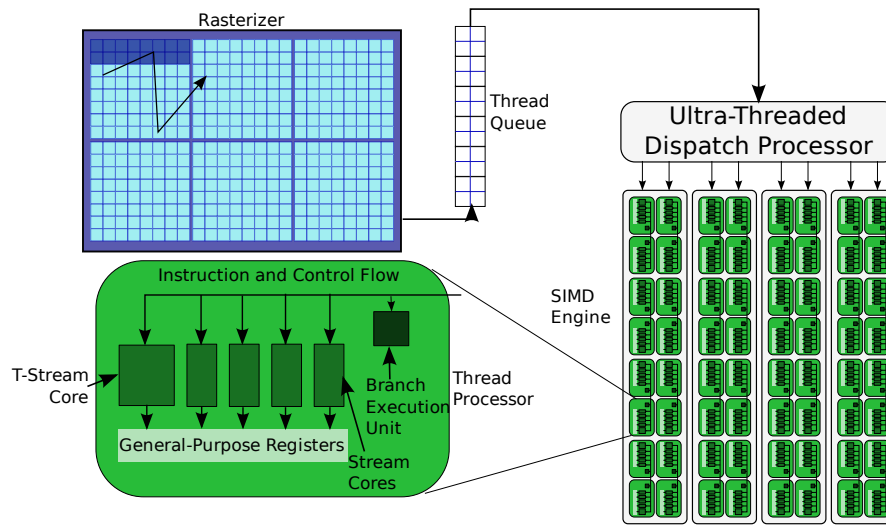 Rasterizer
Thread
Queue
Ultra-Threaded
Dispatch Processor
Instruction and Control Flow
SIMD
Engine
T-Stream
Core
Branch
Execution
Unit
Thread
Processor
General-Purpose Registers
Stream
Cores